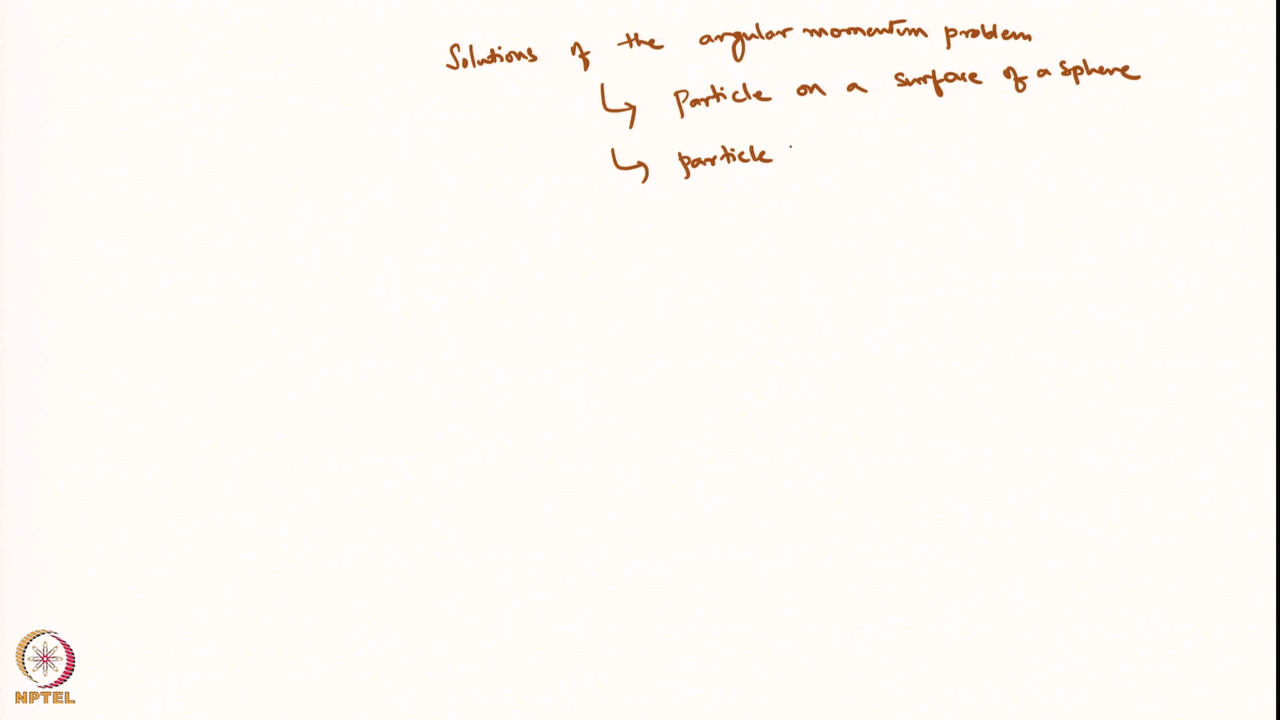 Solutions of the angular momentum problem
↳ Particle on a surface of a sphere
↳ particle
NPTEL